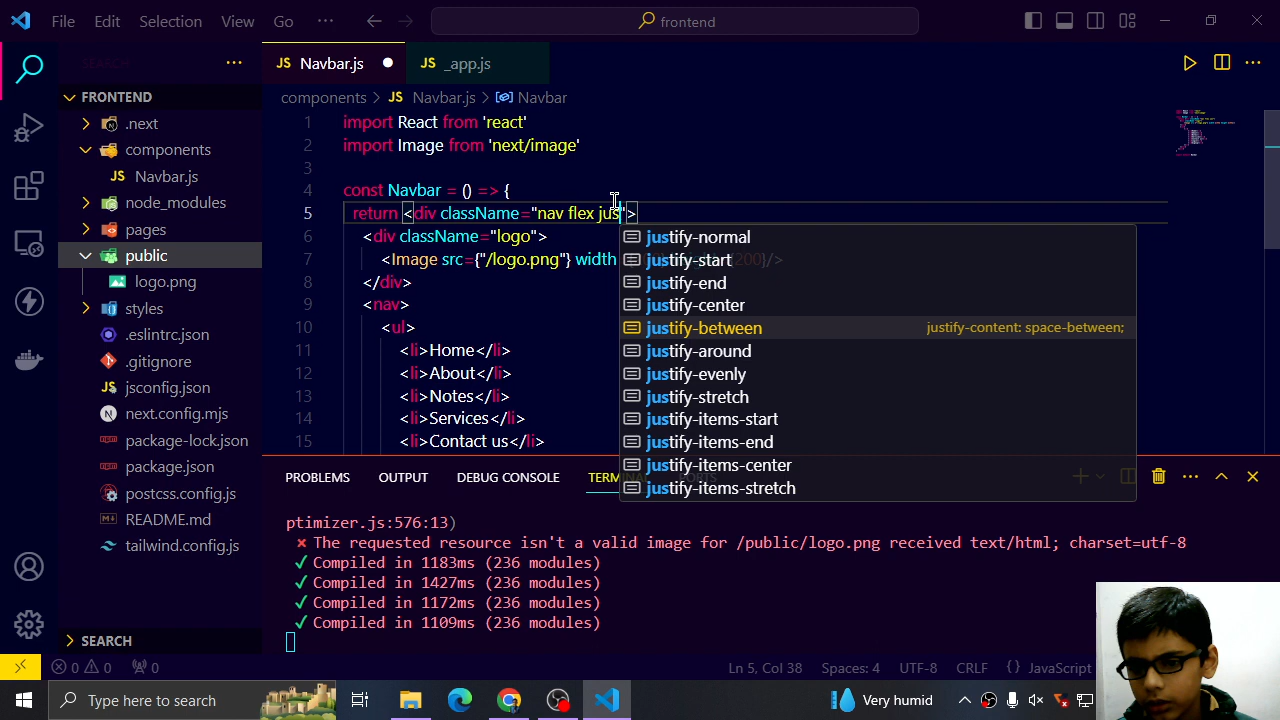 File Edit Selection View Go ··· frontend
SEARCH ···
FRONTEND
.next
components
Navbar.js
node_modules
pages
public
logo.png
styles
.eslintrc.json
.gitignore
jsconfig.json
next.config.mjs
package-lock.json
package.json
postcss.config.js
README.md
tailwind.config.js
SEARCH
JS Navbar.js ● JS _app.js
components > JS Navbar.js > Navbar
1 import React from 'react'
2 import Image from 'next/image'
3
4 const Navbar = () => {
5 return <div className="nav flex jus">
6 <div className="logo">
7 <Image src={"/logo.png"} width {200}/>
8 </div>
9 <nav>
10 <ul>
11 <li>Home</li>
12 <li>About</li>
13 <li>Notes</li>
14 <li>Services</li>
15 <li>Contact us</li>
justify-normal
justify-start
justify-end
justify-center
justify-between justify-content: space-between;
justify-around
justify-evenly
justify-stretch
justify-items-start
justify-items-end
justify-items-center
justify-items-stretch
PROBLEMS OUTPUT DEBUG CONSOLE TERMINAL PORTS
ptimizer.js:576:13)
⨯ The requested resource isn't a valid image for /public/logo.png received text/html; charset=utf-8
✓ Compiled in 1183ms (236 modules)
✓ Compiled in 1427ms (236 modules)
✓ Compiled in 1172ms (236 modules)
✓ Compiled in 1109ms (236 modules)
0 0 0 Ln 5, Col 38 Spaces: 4 UTF-8 CRLF {} JavaScript
Type here to search Very humid